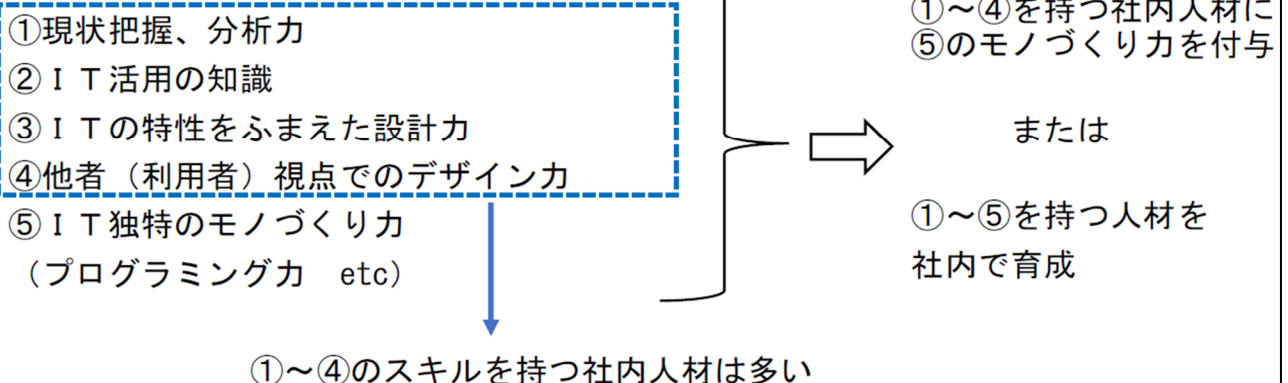 ①現状把握、分析力
②ＩＴ活用の知識
③ＩＴの特性をふまえた設計力
④他者（利用者）視点でのデザイン力
⑤ＩＴ独特のモノづくり力
（プログラミング力　etc）
①～④のスキルを持つ社内人材は多い
①～④を持つ社内人材に
⑤のモノづくり力を付与
または
①～⑤を持つ人材を
社内で育成